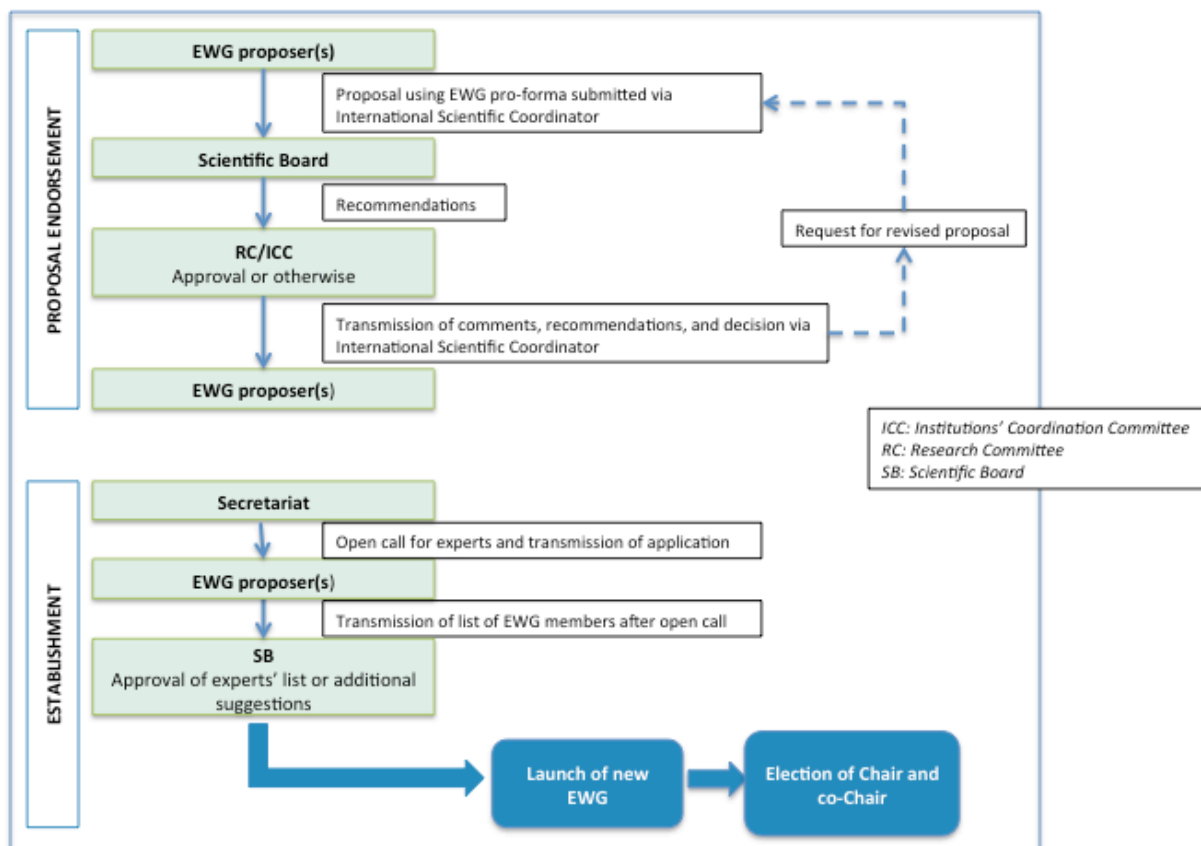 PROPOSAL ENDORSEMENT
EWG proposer(s)
Proposal using EWG pro-forma submitted via
International Scientific Coordinator
Scientific Board
Recommendations
RC/ICC
Approval or otherwise
Request for revised proposal
Transmission of comments, recommendations, and decision via
International Scientific Coordinator
EWG proposer(s)
ICC: Institutions' Coordination Committee
RC: Research Committee
SB: Scientific Board
ESTABLISHMENT
Secretariat
Open call for experts and transmission of application
EWG proposer(s)
Transmission of list of EWG members after open call
SB
Approval of experts' list or additional
suggestions
Launch of new
EWG
Election of Chair and
co-Chair